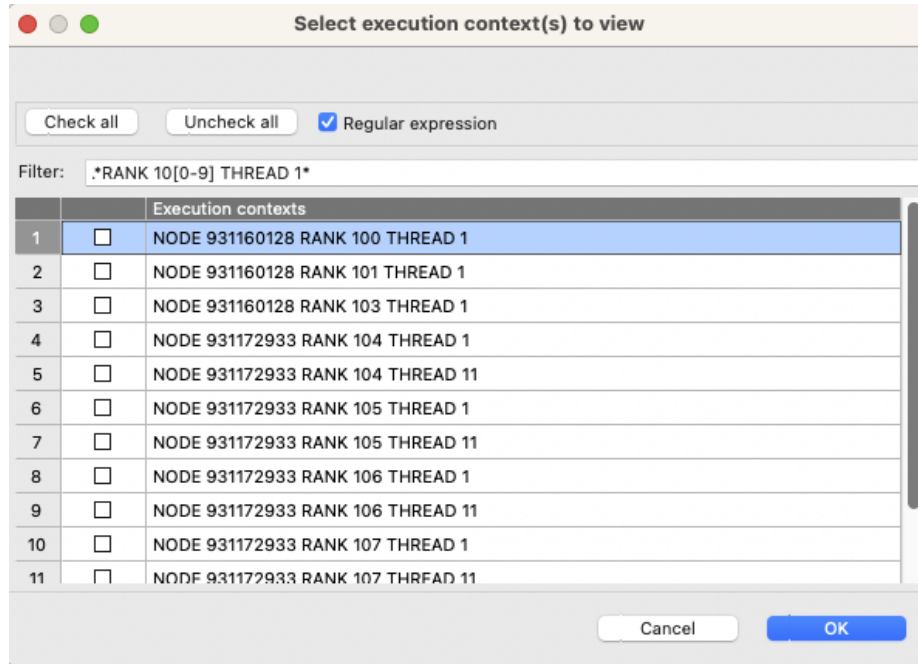 Select execution context(s) to view
Check all Uncheck all Regular expression
Filter: .*RANK 10[0-9] THREAD 1*
Execution contexts
1 NODE 931160128 RANK 100 THREAD 1
2 NODE 931160128 RANK 101 THREAD 1
3 NODE 931160128 RANK 103 THREAD 1
4 NODE 931172933 RANK 104 THREAD 1
5 NODE 931172933 RANK 104 THREAD 11
6 NODE 931172933 RANK 105 THREAD 1
7 NODE 931172933 RANK 105 THREAD 11
8 NODE 931172933 RANK 106 THREAD 1
9 NODE 931172933 RANK 106 THREAD 11
10 NODE 931172933 RANK 107 THREAD 1
11 NODE 931172933 RANK 107 THREAD 11
Cancel OK